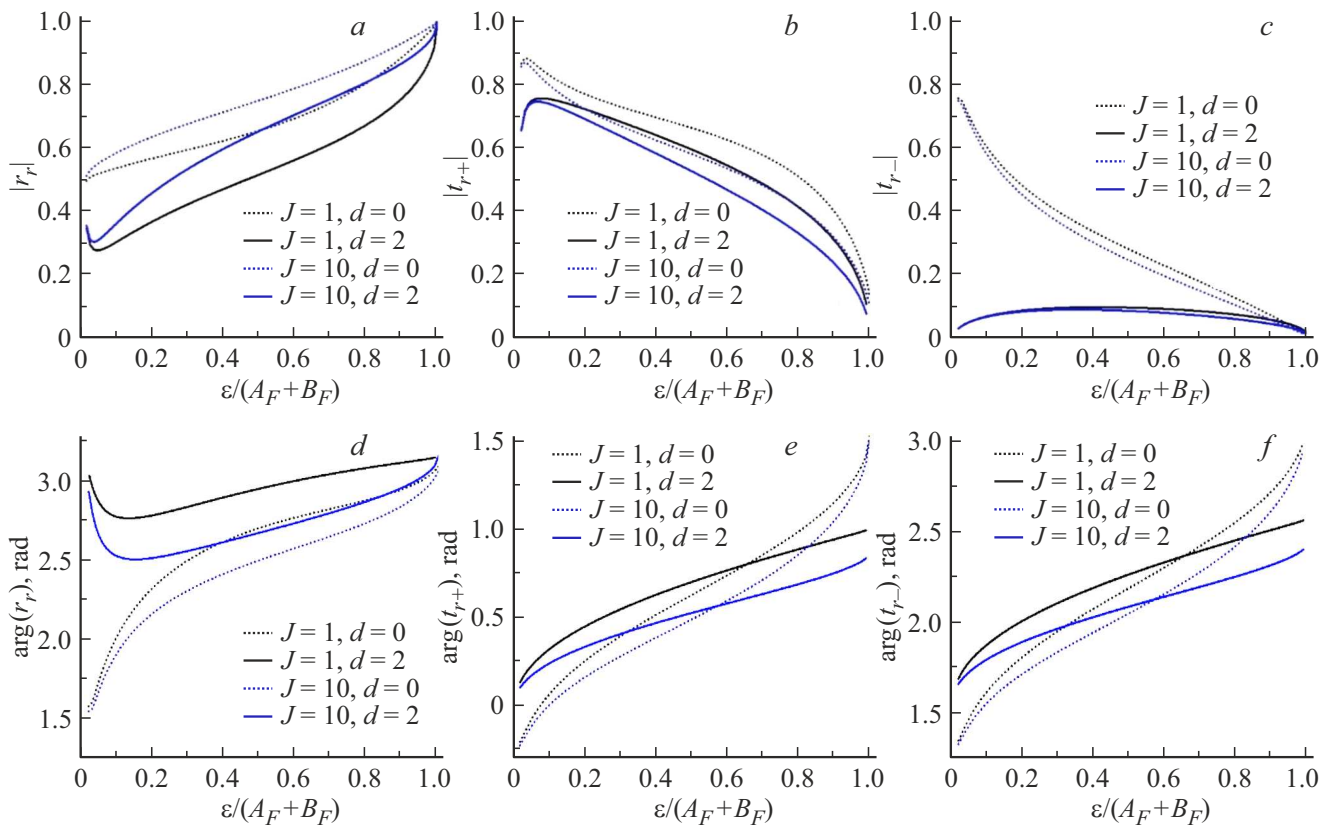 a
1.0
0.8
0.6
0.4
0.2
0
|r_r|
J = 1, d = 0
J = 1, d = 2
J = 10, d = 0
J = 10, d = 2
0 0.2 0.4 0.6 0.8 1.0
ε/(A_F + B_F)
b
1.0
0.8
0.6
0.4
0.2
0
|t_{r+}|
J = 1, d = 0
J = 1, d = 2
J = 10, d = 0
J = 10, d = 2
0 0.2 0.4 0.6 0.8 1.0
ε/(A_F + B_F)
c
1.0
0.8
0.6
0.4
0.2
0
|t_{r−}|
J = 1, d = 0
J = 1, d = 2
J = 10, d = 0
J = 10, d = 2
0 0.2 0.4 0.6 0.8 1.0
ε/(A_F + B_F)
d
3.0
2.5
2.0
1.5
arg(r_r), rad
J = 1, d = 0
J = 1, d = 2
J = 10, d = 0
J = 10, d = 2
0 0.2 0.4 0.6 0.8 1.0
ε/(A_F + B_F)
e
1.5
1.0
0.5
0
arg(t_{r+}), rad
J = 1, d = 0
J = 1, d = 2
J = 10, d = 0
J = 10, d = 2
0 0.2 0.4 0.6 0.8 1.0
ε/(A_F + B_F)
f
3.0
2.5
2.0
1.5
arg(t_{r−}), rad
J = 1, d = 0
J = 1, d = 2
J = 10, d = 0
J = 10, d = 2
0 0.2 0.4 0.6 0.8 1.0
ε/(A_F + B_F)